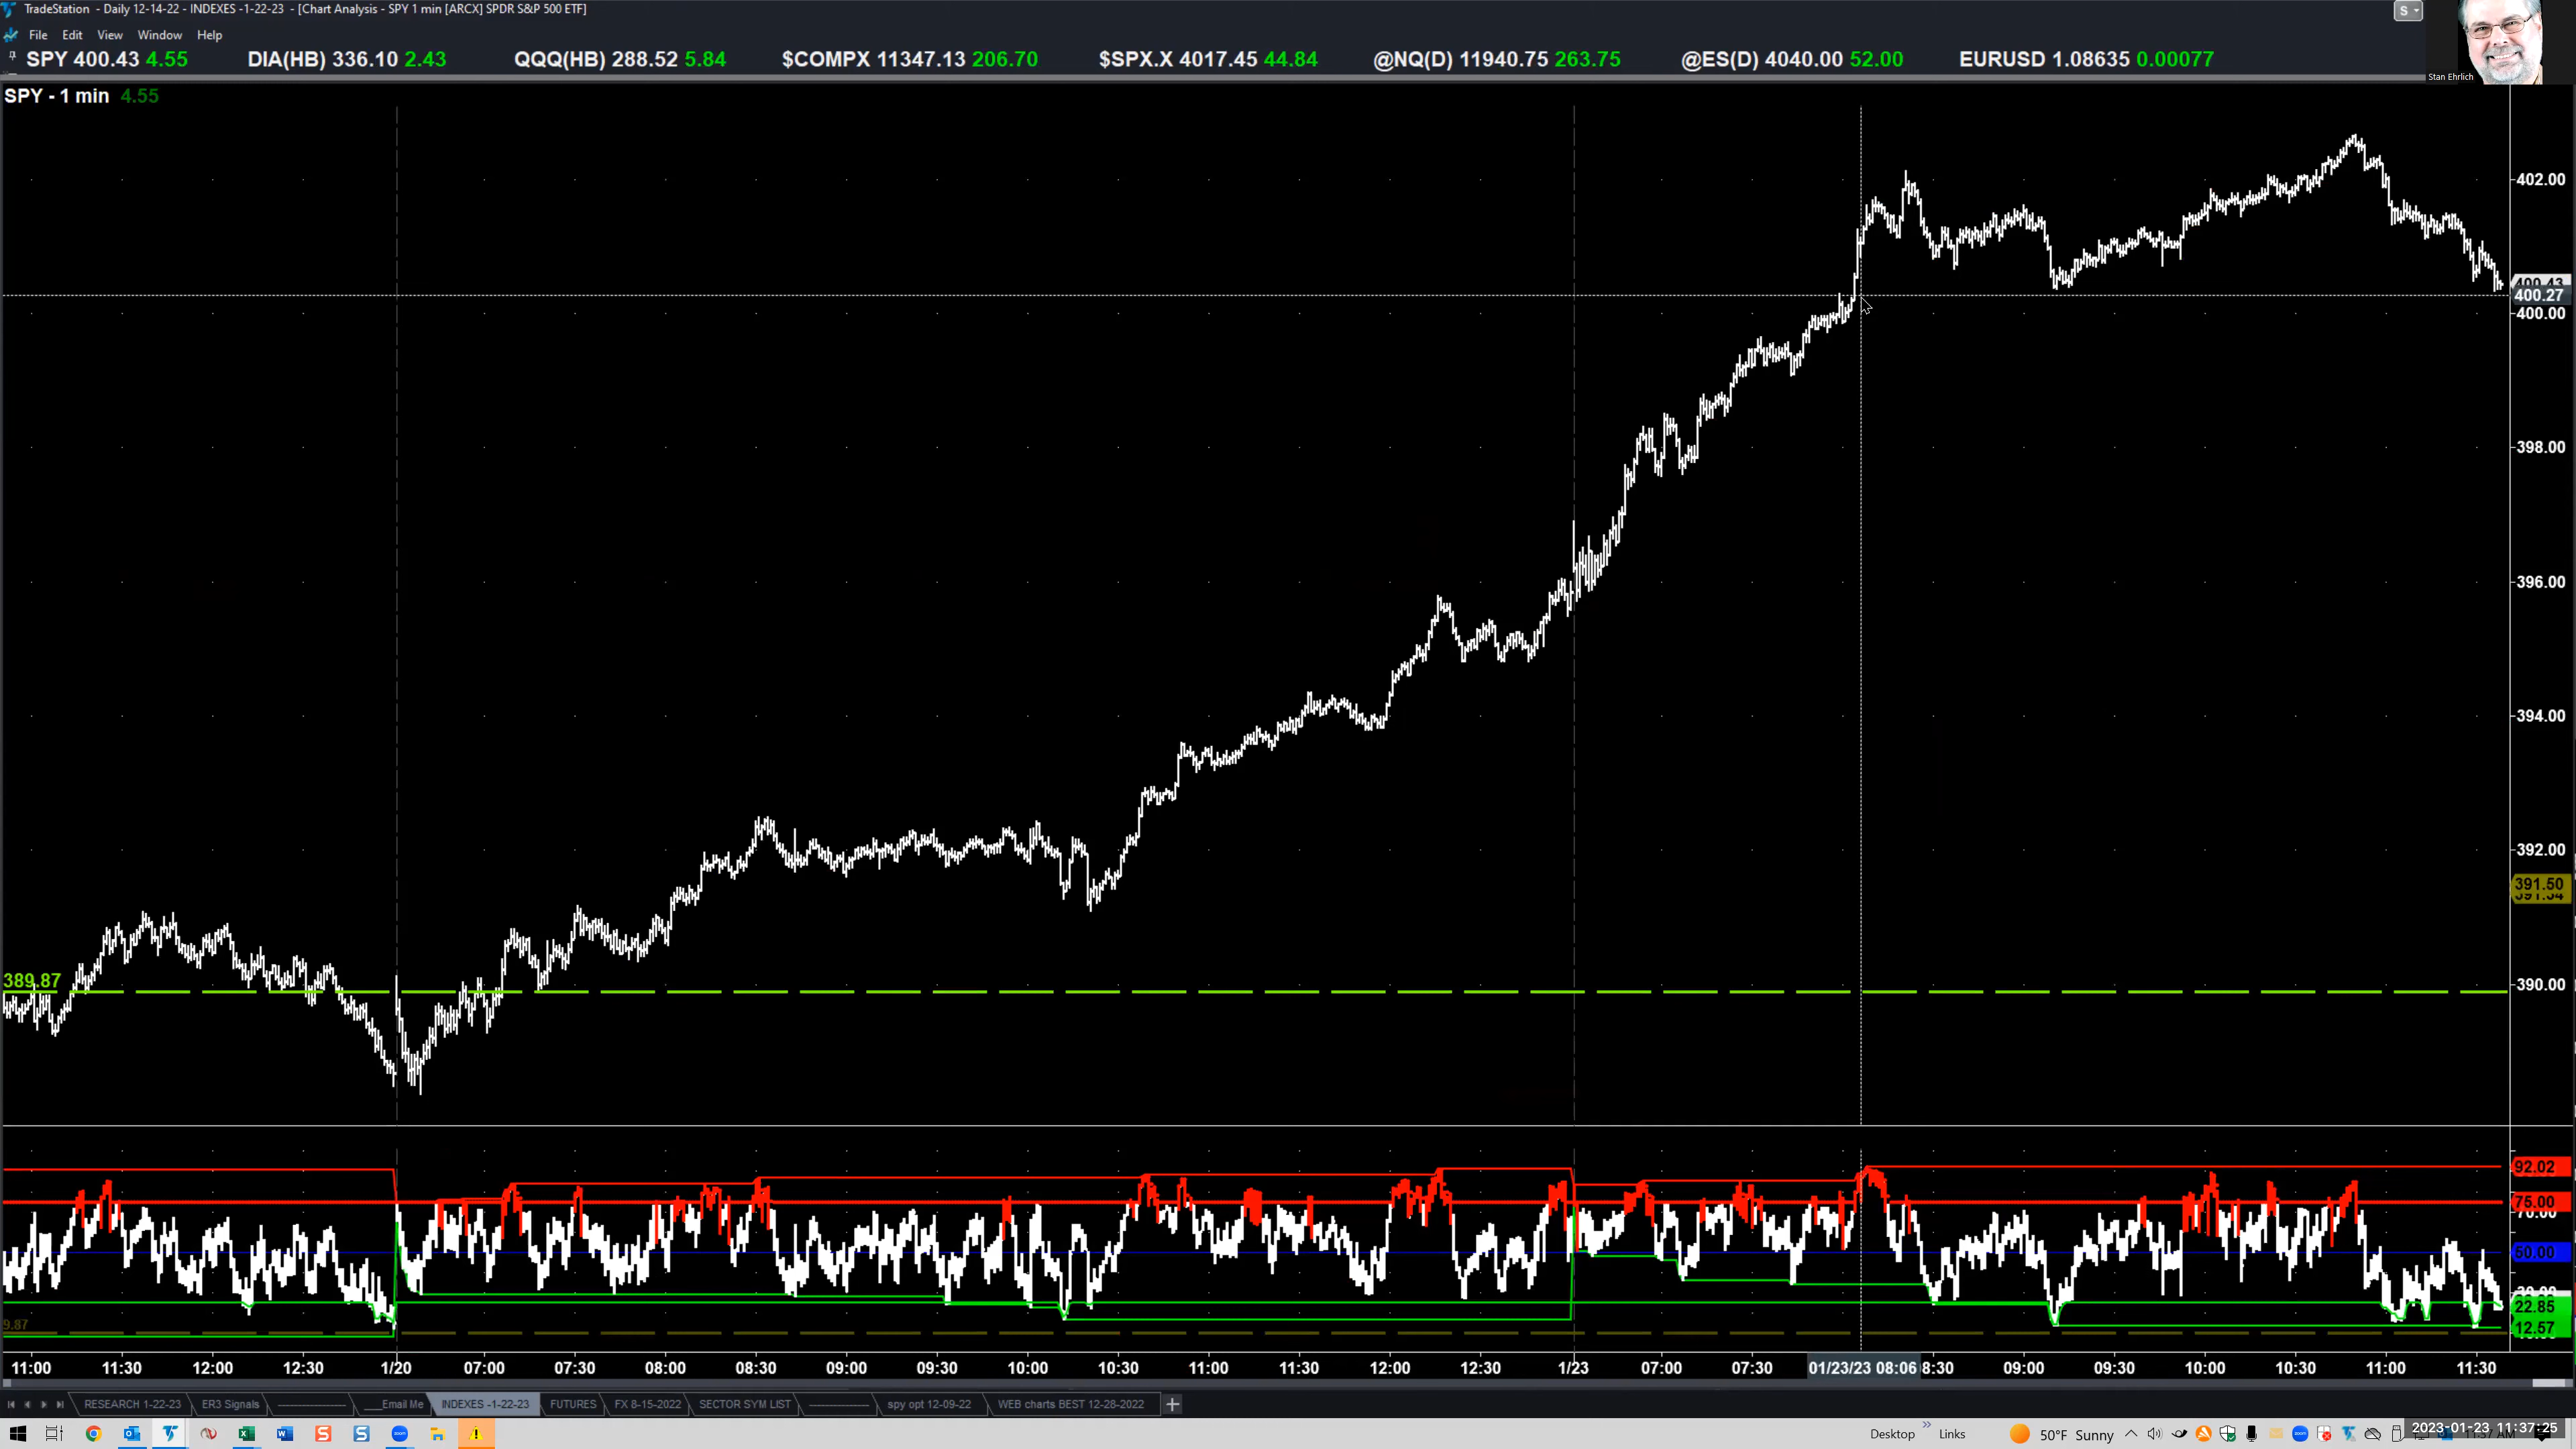 TradeStation - Daily 12-14-22 - INDEXES -1-22-23 - [Chart Analysis - SPY 1 min [ARCX] SPDR S&P 500 ETF]
S
File Edit View Window Help
SPY 400.43 4.55 DIA(HB) 336.10 2.43 QQQ(HB) 288.52 5.84 $COMPX 11347.13 206.70 $SPX.X 4017.45 44.84 @NQ(D) 11940.75 263.75 @ES(D) 4040.00 52.00 EURUSD 1.08635 0.00077
Stan Ehrlich
SPY - 1 min 4.55
402.00
400.43
400.27
400.00
398.00
396.00
394.00
392.00
391.50
389.87
390.00
92.02
75.00
50.00
22.85
12.57
9.87
11:00 11:30 12:00 12:30 1/20 07:00 07:30 08:00 08:30 09:00 09:30 10:00 10:30 11:00 11:30 12:00 12:30 1/23 07:00 07:30 01/23/23 08:06 8:30 09:00 09:30 10:00 10:30 11:00 11:30
RESEARCH 1-22-23 ER3 Signals ___Email Me INDEXES -1-22-23 FUTURES FX 8-15-2022 SECTOR SYM LIST spy opt 12-09-22 WEB charts BEST 12-28-2022 +
Desktop Links 50°F Sunny 2023-01-23 11:37:25